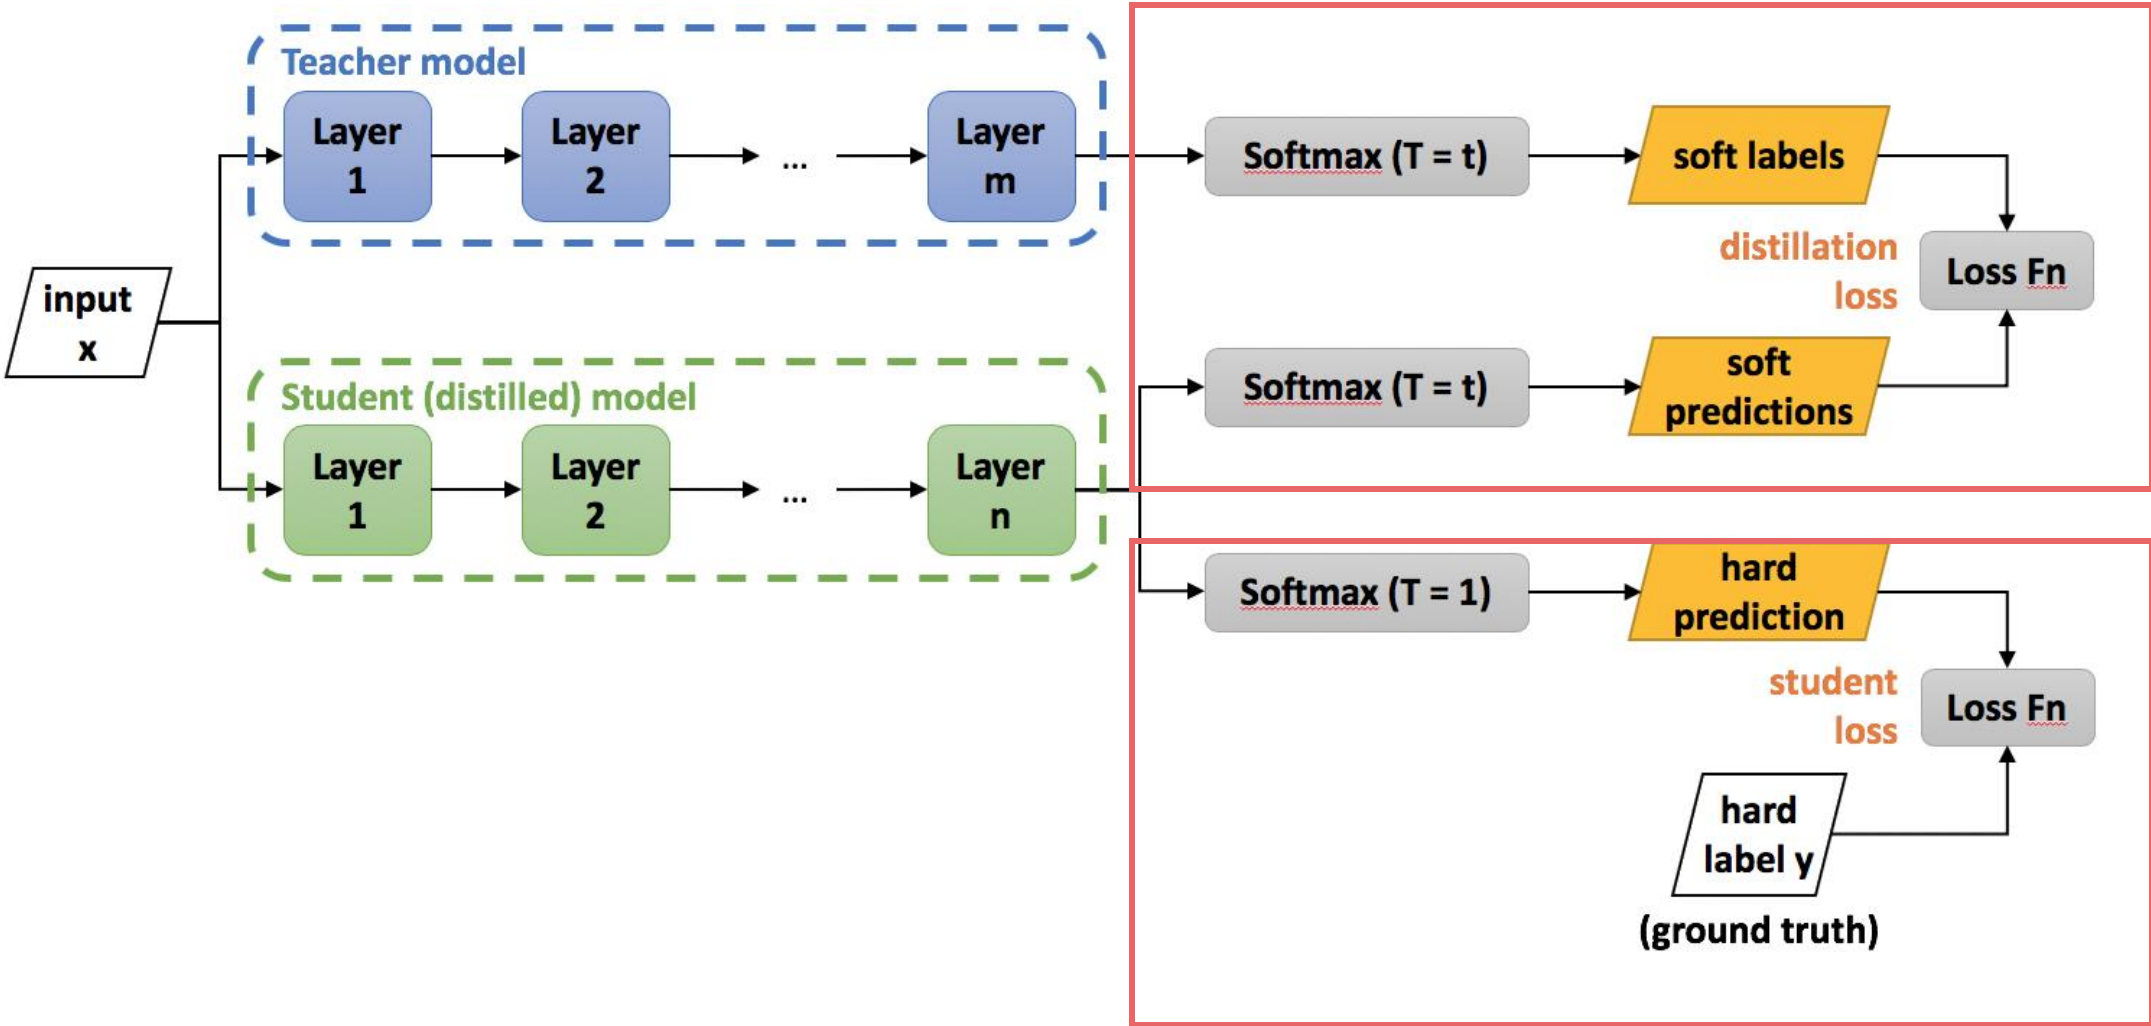 Teacher model
Layer
1
Layer
2
...
Layer
m
Softmax (T = t)
soft labels
distillation
loss
Loss Fn
input
x
Student (distilled) model
Layer
1
Layer
2
...
Layer
n
Softmax (T = t)
soft
predictions
Softmax (T = 1)
hard
prediction
student
loss
Loss Fn
hard
label y
(ground truth)